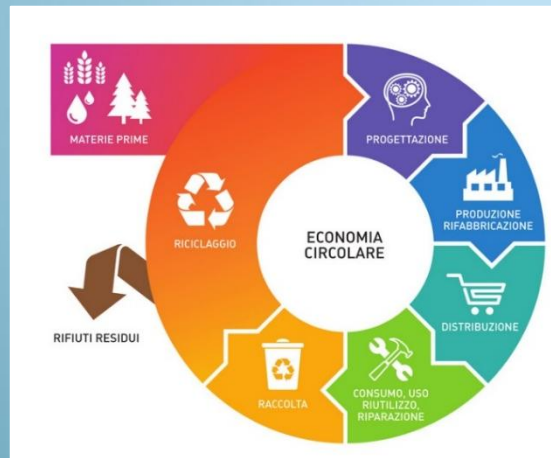 MATERIE PRIME
PROGETTAZIONE
PRODUZIONE
RIFABBRICAZIONE
DISTRIBUZIONE
CONSUMO, USO
RIUTILIZZO,
RIPARAZIONE
RACCOLTA
RICICLAGGIO
RIFIUTI RESIDUI
ECONOMIA
CIRCOLARE